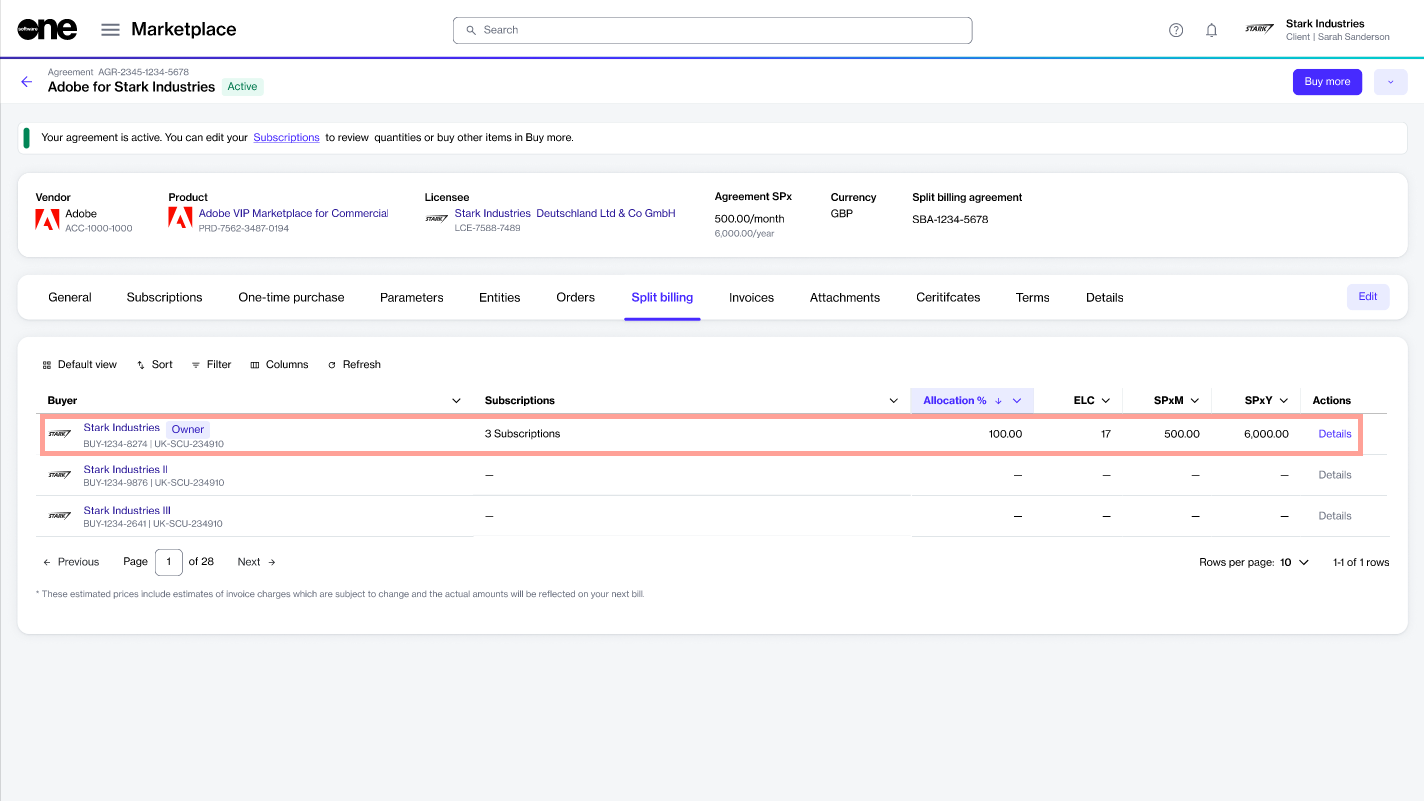 software one
Marketplace
Search
Stark Industries
Client | Sarah Sanderson
STARK
Agreement AGR-2345-1234-5678
Adobe for Stark Industries Active
Buy more
Your agreement is active. You can edit your Subscriptions to review quantities or buy other items in Buy more.
Vendor Product Licensee Agreement SPx Currency Split billing agreement
Adobe Adobe VIP Marketplace for Commercial STARK Stark Industries Deutschland Ltd & Co GmbH 500.00/month GBP SBA-1234-5678
ACC-1000-1000 PRD-7562-3487-0194 LCE-7588-7489 6,000.00/year
General Subscriptions One-time purchase Parameters Entities Orders Split billing Invoices Attachments Ceritifcates Terms Details Edit
Default view Sort Filter Columns Refresh
Buyer Subscriptions Allocation % ELC SPxM SPxY Actions
STARK Stark Industries Owner 3 Subscriptions 100.00 17 500.00 6,000.00 Details
BUY-1234-8274 | UK-SCU-234910
STARK Stark Industries II — — — — — Details
BUY-1234-9876 | UK-SCU-234910
STARK Stark Industries III — — — — — Details
BUY-1234-2641 | UK-SCU-234910
Previous Page 1 of 28 Next Rows per page: 10 1-1 of 1 rows
* These estimated prices include estimates of invoice charges which are subject to change and the actual amounts will be reflected on your next bill.